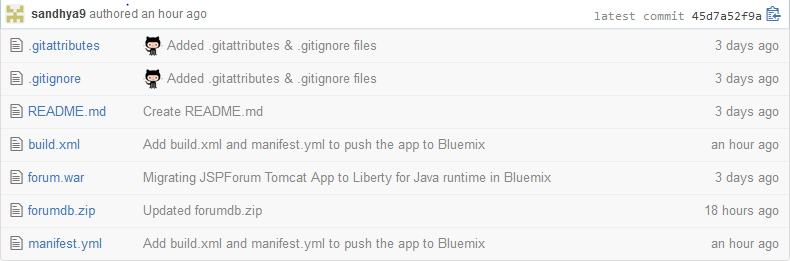 sandhya9 authored an hour ago latest commit 45d7a52f9a
.gitattributes Added .gitattributes & .gitignore files 3 days ago
.gitignore Added .gitattributes & .gitignore files 3 days ago
README.md Create README.md 3 days ago
build.xml Add build.xml and manifest.yml to push the app to Bluemix an hour ago
forum.war Migrating JSPForum Tomcat App to Liberty for Java runtime in Bluemix 3 days ago
forumdb.zip Updated forumdb.zip 18 hours ago
manifest.yml Add build.xml and manifest.yml to push the app to Bluemix an hour ago